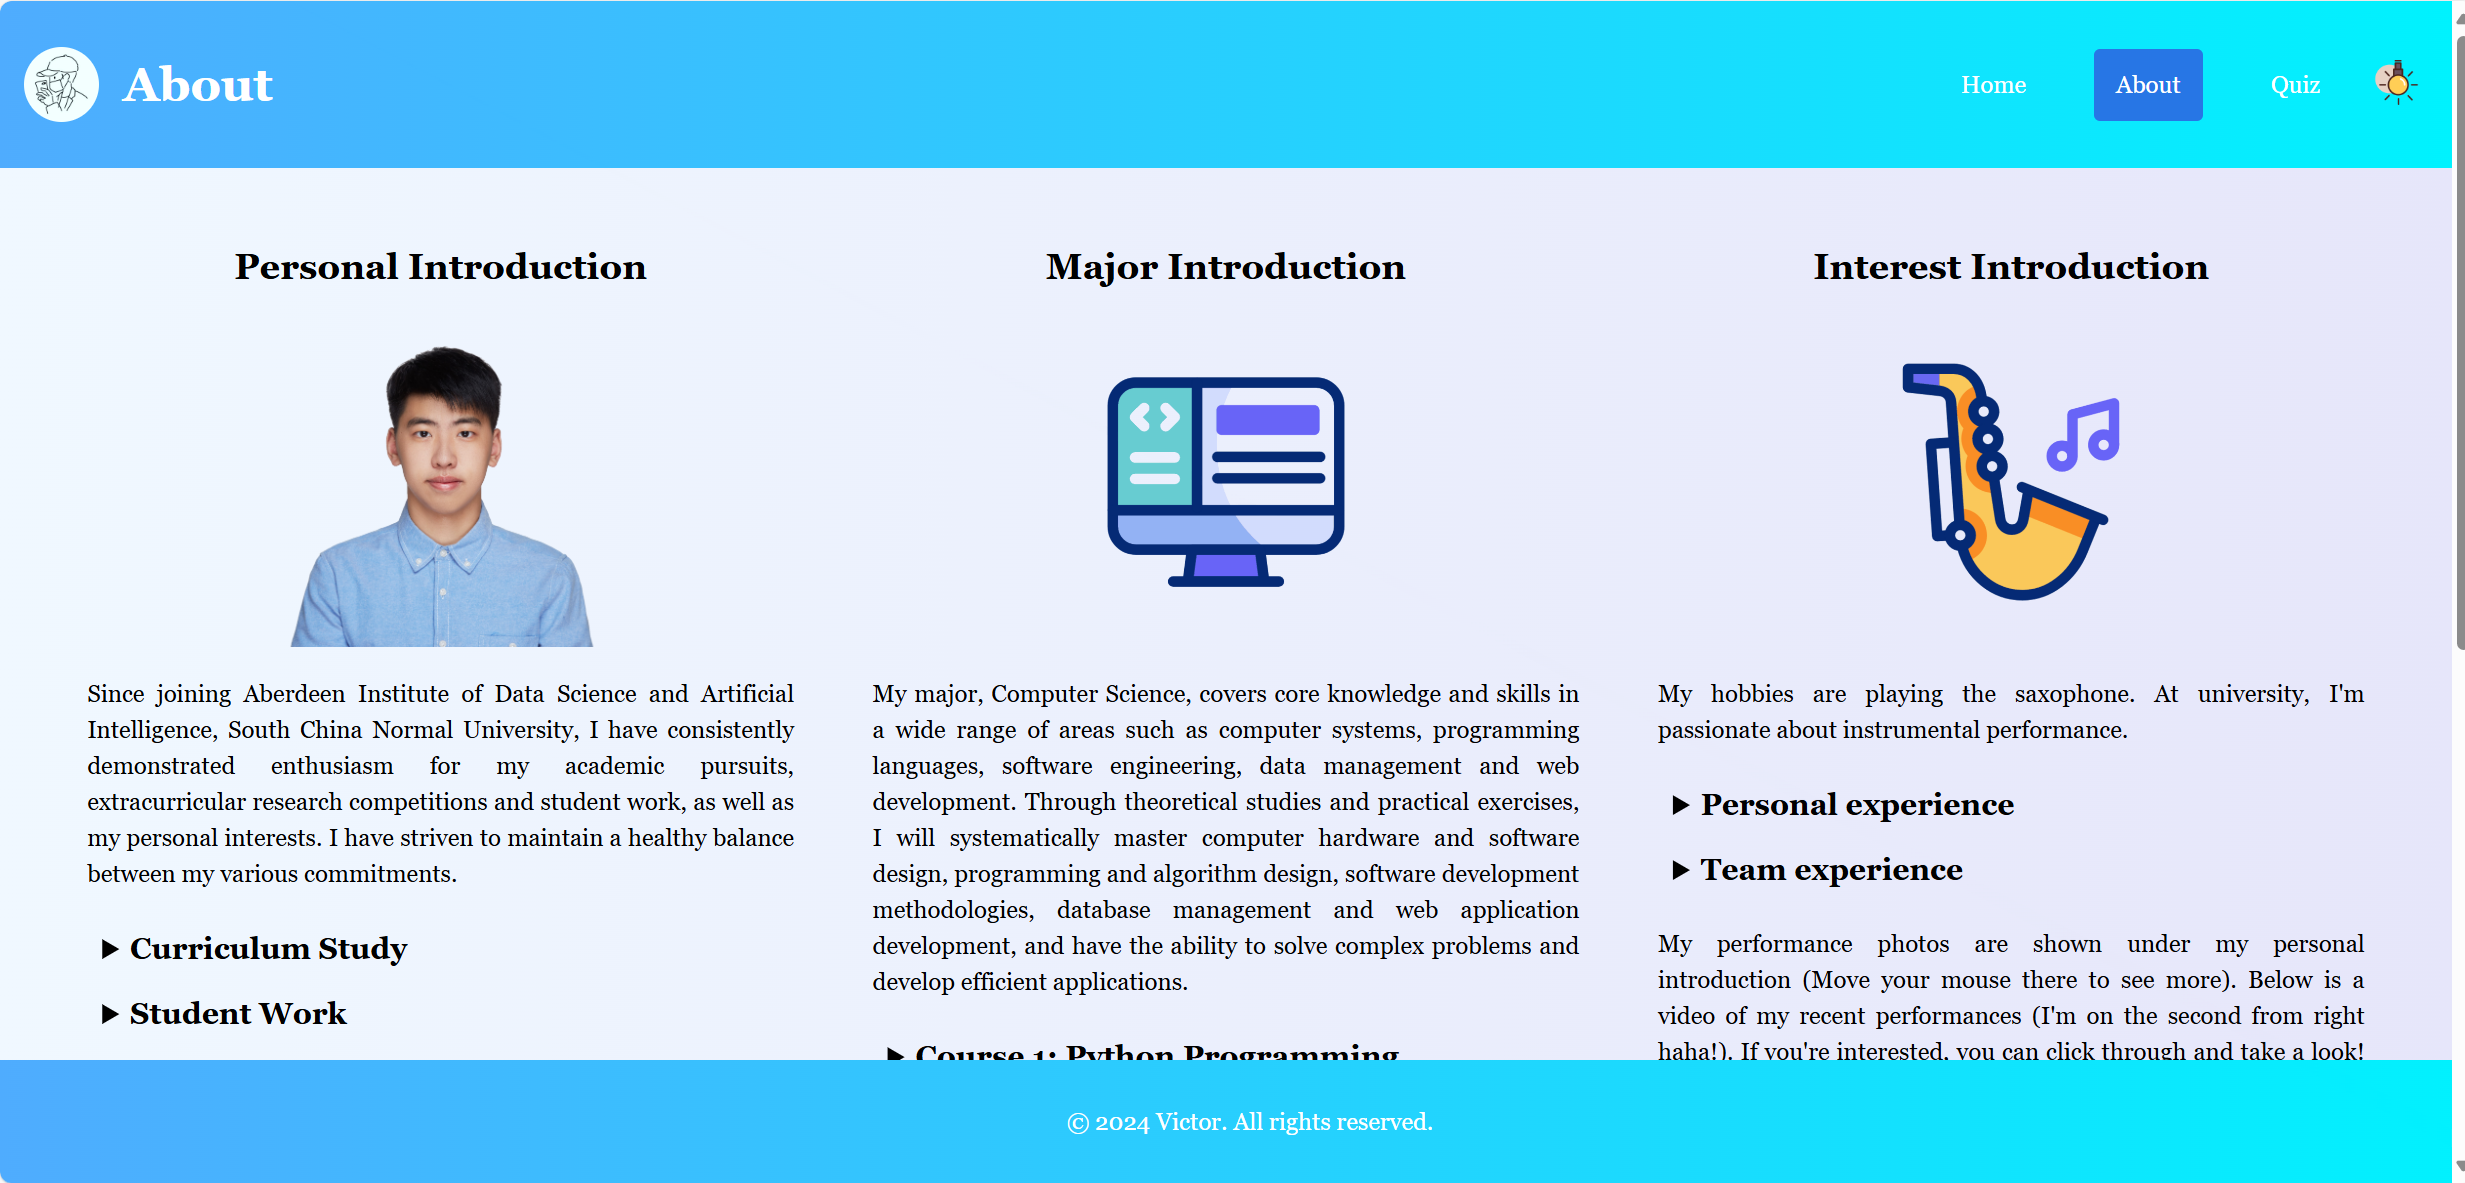 About
Home
About
Quiz
Personal Introduction
Since joining Aberdeen Institute of Data Science and Artificial
Intelligence, South China Normal University, I have consistently
demonstrated enthusiasm for my academic pursuits,
extracurricular research competitions and student work, as well as
my personal interests. I have striven to maintain a healthy balance
between my various commitments.
Curriculum Study
Student Work
Major Introduction
My major, Computer Science, covers core knowledge and skills in
a wide range of areas such as computer systems, programming
languages, software engineering, data management and web
development. Through theoretical studies and practical exercises,
I will systematically master computer hardware and software
design, programming and algorithm design, software development
methodologies, database management and web application
development, and have the ability to solve complex problems and
develop efficient applications.
Course 1: Python Programming
Interest Introduction
My hobbies are playing the saxophone. At university, I'm
passionate about instrumental performance.
Personal experience
Team experience
My performance photos are shown under my personal
introduction (Move your mouse there to see more). Below is a
video of my recent performances (I'm on the second from right
haha!). If you're interested, you can click through and take a look!
© 2024 Victor. All rights reserved.